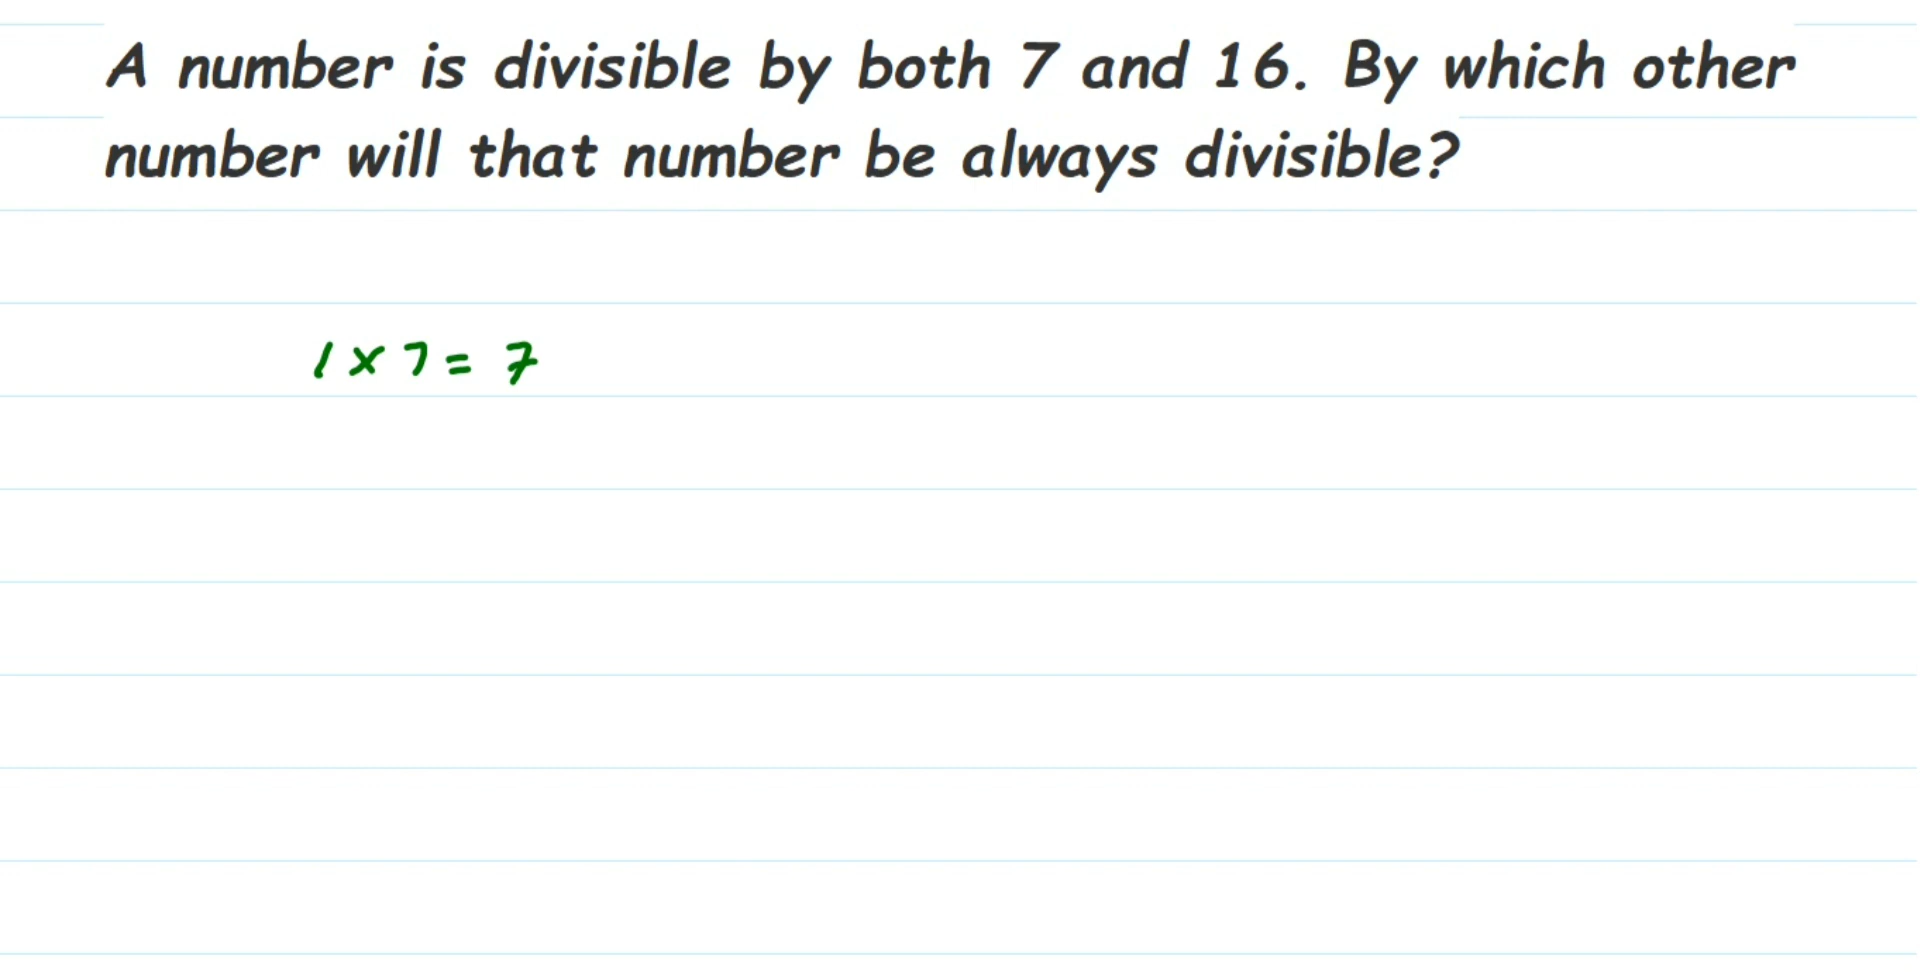 A number is divisible by both 7 and 16. By which other
number will that number be always divisible?
1 × 7 = 7